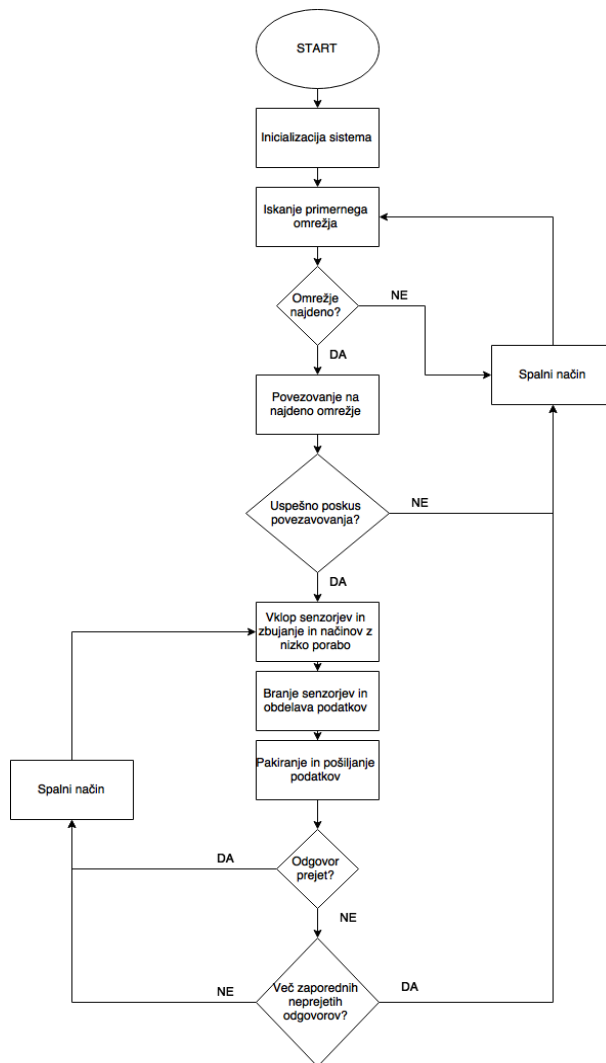 START
Inicializacija sistema
Iskanje primernega
omrežja
Omrežje
najdeno?
NE
DA
Spalni način
Povezovanje na
najdeno omrežje
Uspešno poskus
povezavovanja?
NE
DA
Vklop senzorjev in
zbujanje in načinov z
nizko porabo
Branje senzorjev in
obdelava podatkov
Pakiranje in pošiljanje
podatkov
Spalni način
Odgovor
prejet?
DA
NE
Več zaporednih
neprejetih
odgovorov?
NE
DA